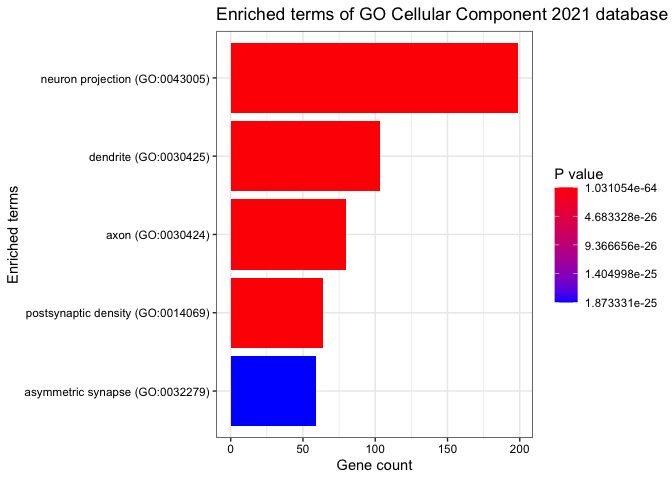 Enriched terms of GO Cellular Component 2021 database
Enriched terms
neuron projection (GO:0043005)
dendrite (GO:0030425)
axon (GO:0030424)
postsynaptic density (GO:0014069)
asymmetric synapse (GO:0032279)
0 50 100 150 200
Gene count
P value
1.031054e-64
4.683328e-26
9.366656e-26
1.404998e-25
1.873331e-25